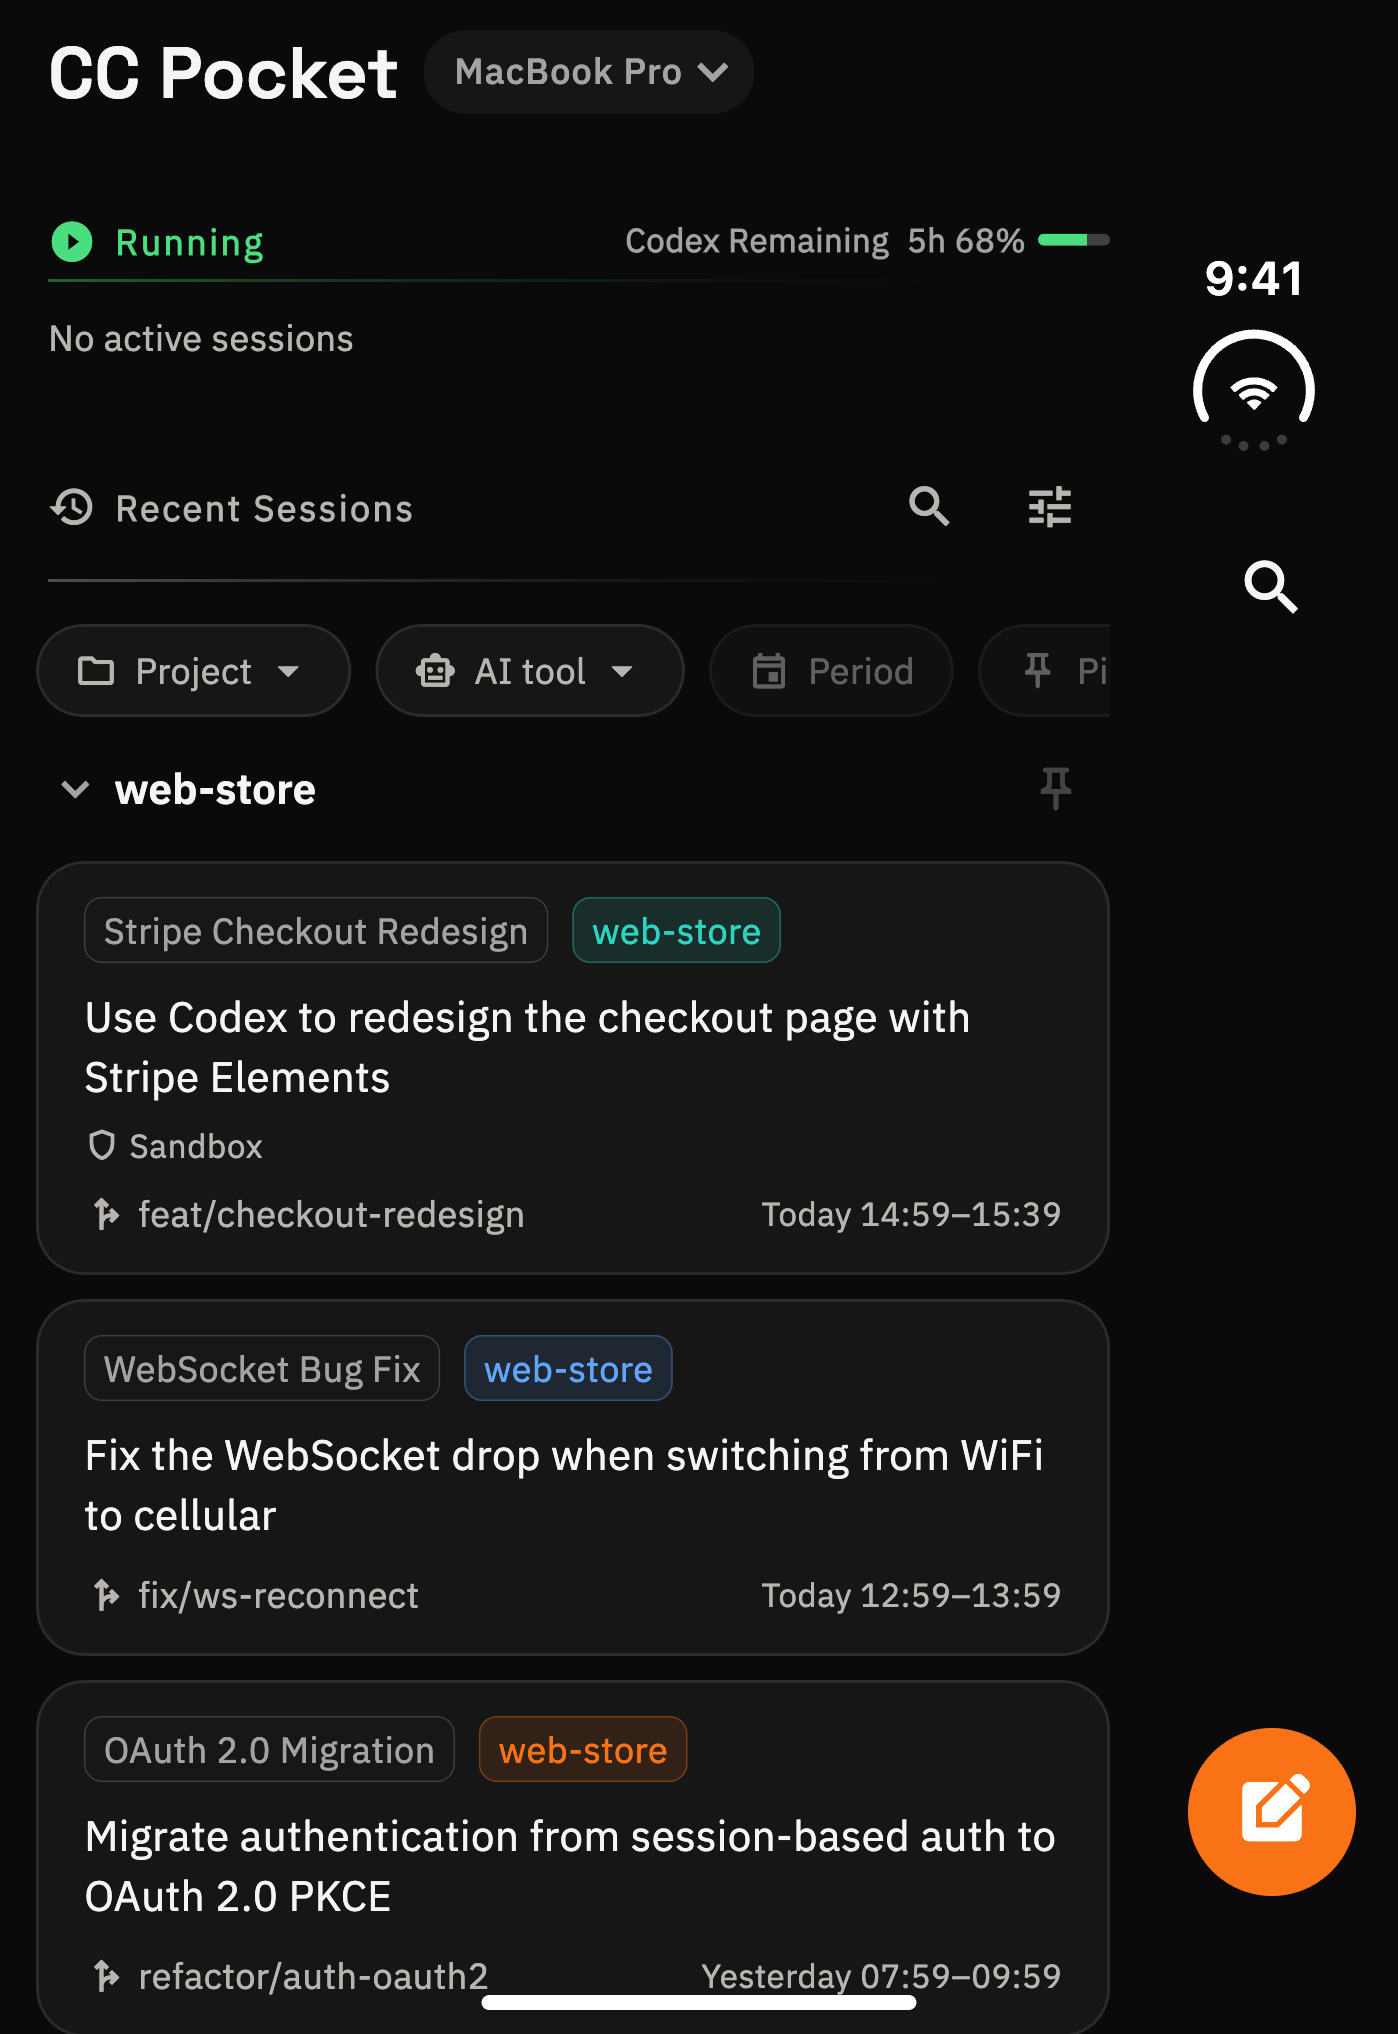 CC Pocket
MacBook Pro
Running
Codex Remaining 5h 68%
9:41
No active sessions
Recent Sessions
Project
AI tool
Period
Pi
web-store
Stripe Checkout Redesign
web-store
Use Codex to redesign the checkout page with
Stripe Elements
Sandbox
feat/checkout-redesign
Today 14:59–15:39
WebSocket Bug Fix
web-store
Fix the WebSocket drop when switching from WiFi
to cellular
fix/ws-reconnect
Today 12:59–13:59
OAuth 2.0 Migration
web-store
Migrate authentication from session-based auth to
OAuth 2.0 PKCE
refactor/auth-oauth2
Yesterday 07:59–09:59